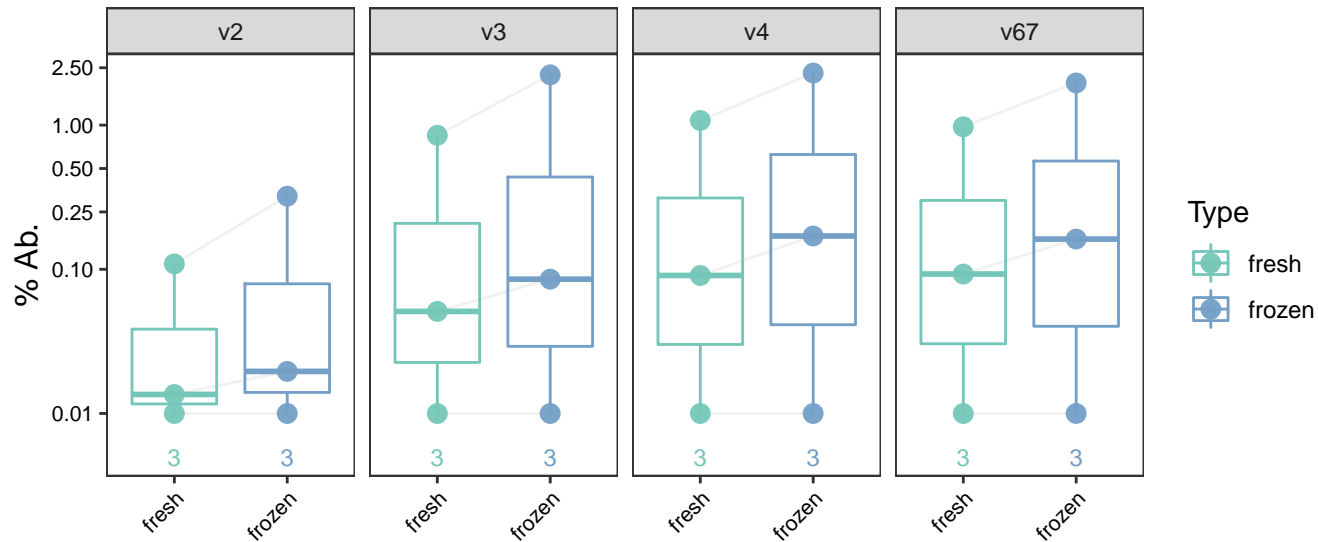 v2 v3 v4 v67
% Ab.
2.50
1.00
0.50
0.25
0.10
0.01
3 3 3 3 3 3 3 3
fresh frozen fresh frozen fresh frozen fresh frozen
Type
fresh
frozen